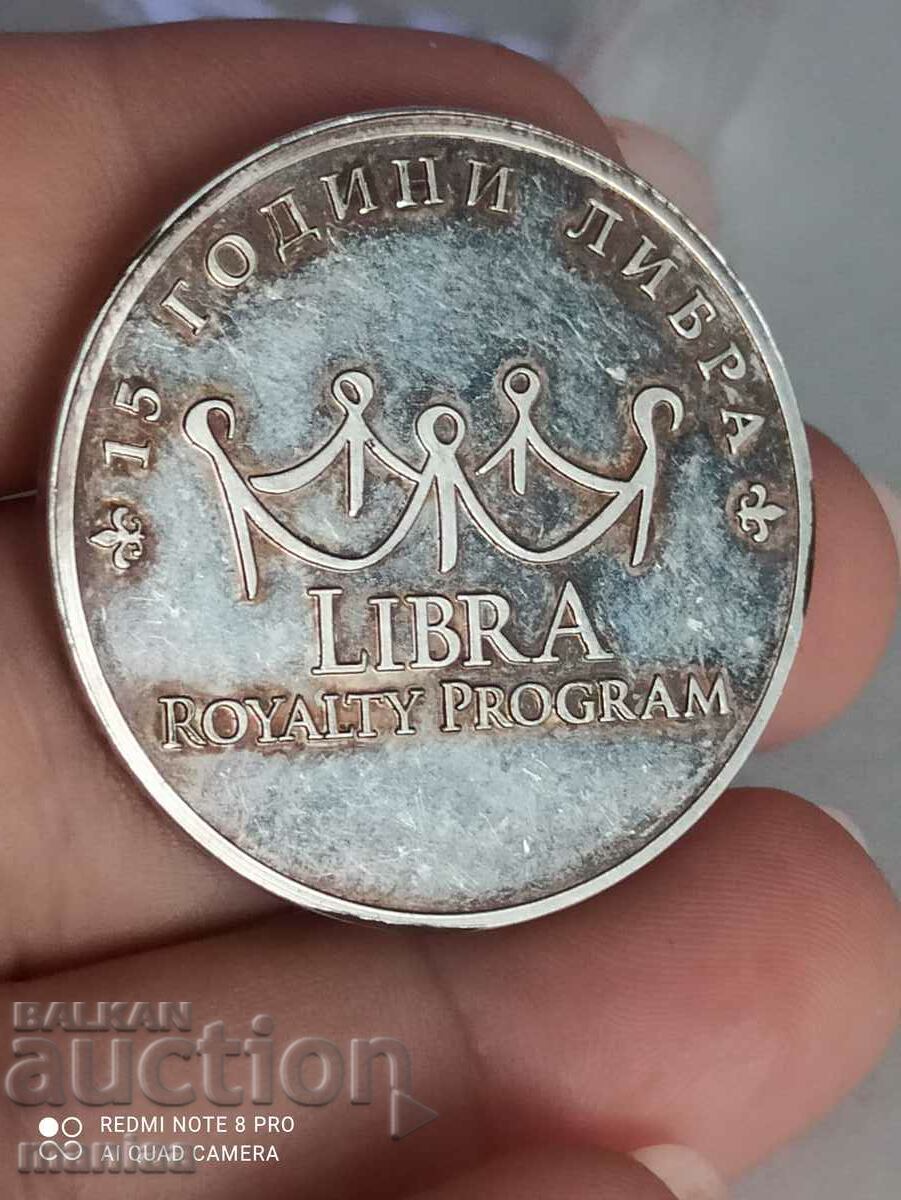 15 ГОДИНИ ЛИБРА
LIBRA
ROYALTY PROGRAM
BALKAN
auction
REDMI NOTE 8 PRO
AI QUAD CAMERA